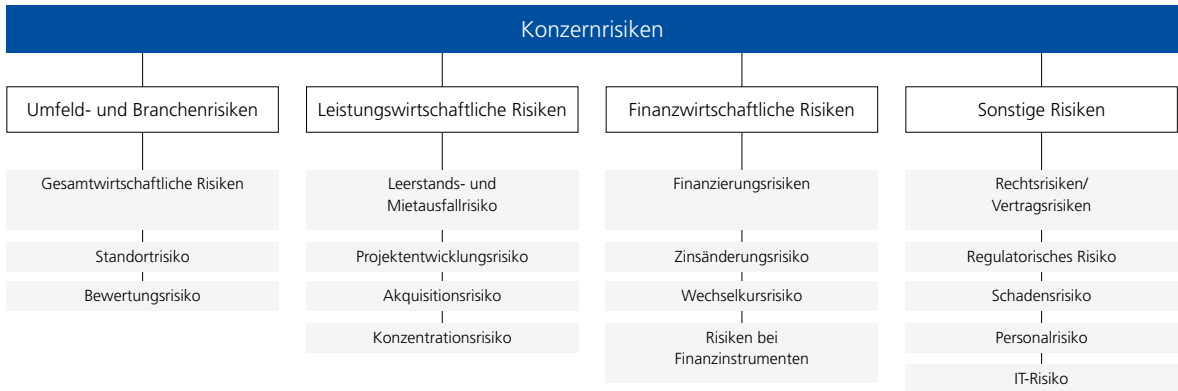 Konzernrisiken
Umfeld- und Branchenrisiken
Gesamtwirtschaftliche Risiken
Standortrisiko
Bewertungsrisiko
Leistungswirtschaftliche Risiken
Leerstands- und
Mietausfallrisiko
Projektentwicklungsrisiko
Akquisitionsrisiko
Konzentrationsrisiko
Finanzwirtschaftliche Risiken
Finanzierungsrisiken
Zinsänderungsrisiko
Wechselkursrisiko
Risiken bei
Finanzinstrumenten
Sonstige Risiken
Rechtsrisiken/
Vertragsrisiken
Regulatorisches Risiko
Schadensrisiko
Personalrisiko
IT-Risiko